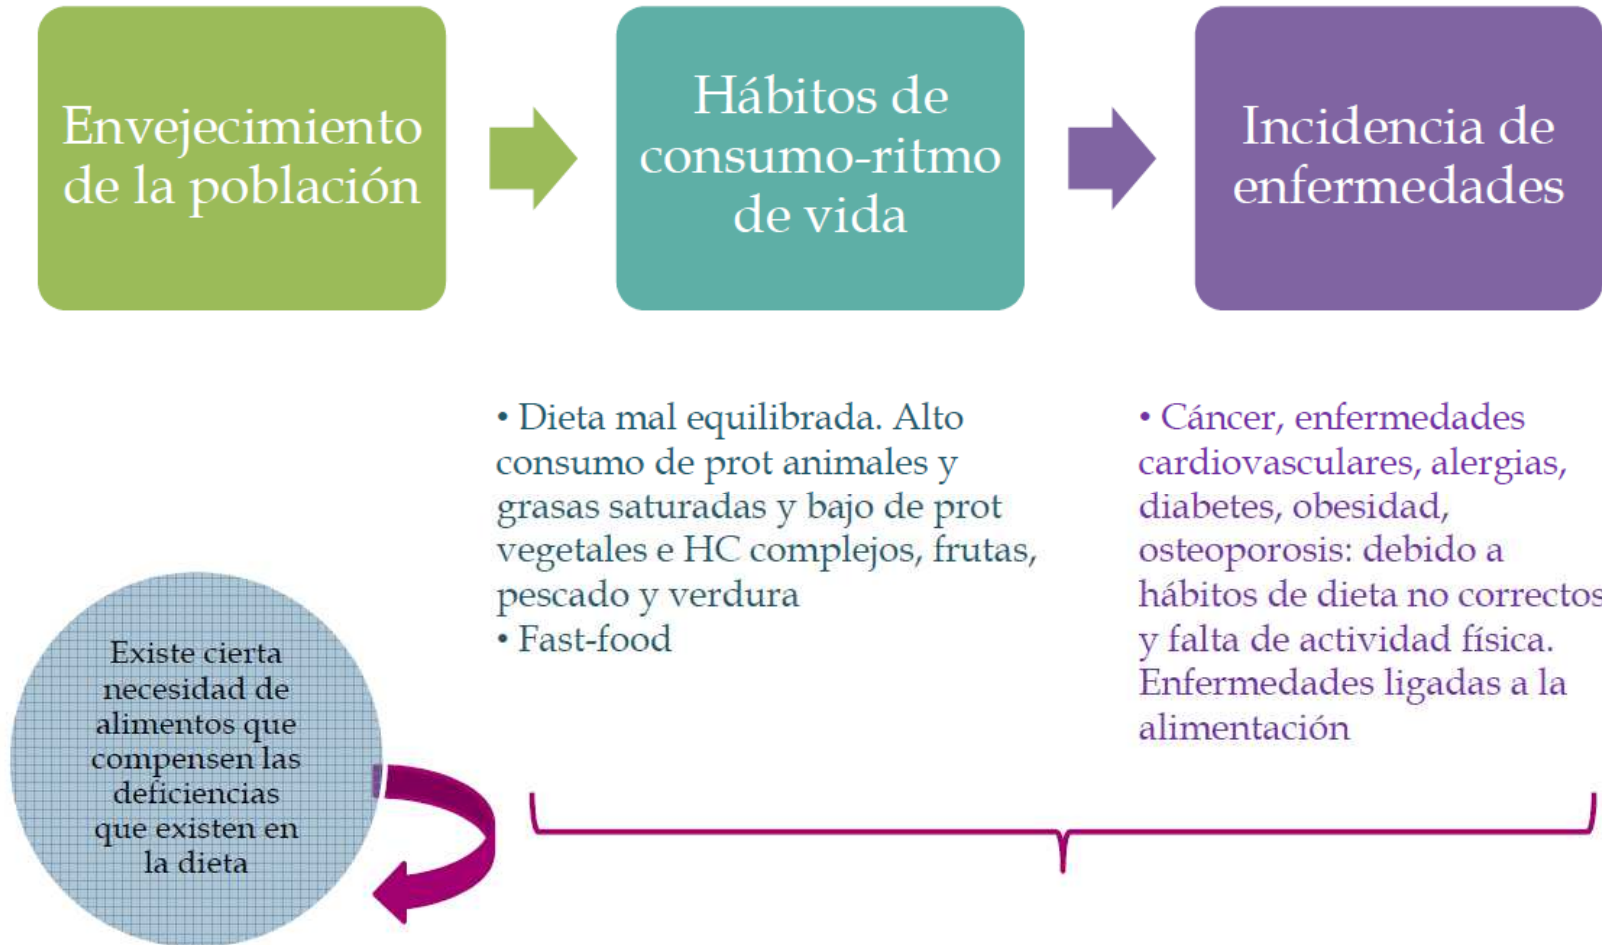 Envejecimiento
de la población
Hábitos de
consumo-ritmo
de vida
Incidencia de
enfermedades
• Dieta mal equilibrada. Alto
consumo de prot animales y
grasas saturadas y bajo de prot
vegetales e HC complejos, frutas,
pescado y verdura
• Fast-food
• Cáncer, enfermedades
cardiovasculares, alergias,
diabetes, obesidad,
osteoporosis: debido a
hábitos de dieta no correctos
y falta de actividad física.
Enfermedades ligadas a la
alimentación
Existe cierta
necesidad de
alimentos que
compensen las
deficiencias
que existen en
la dieta